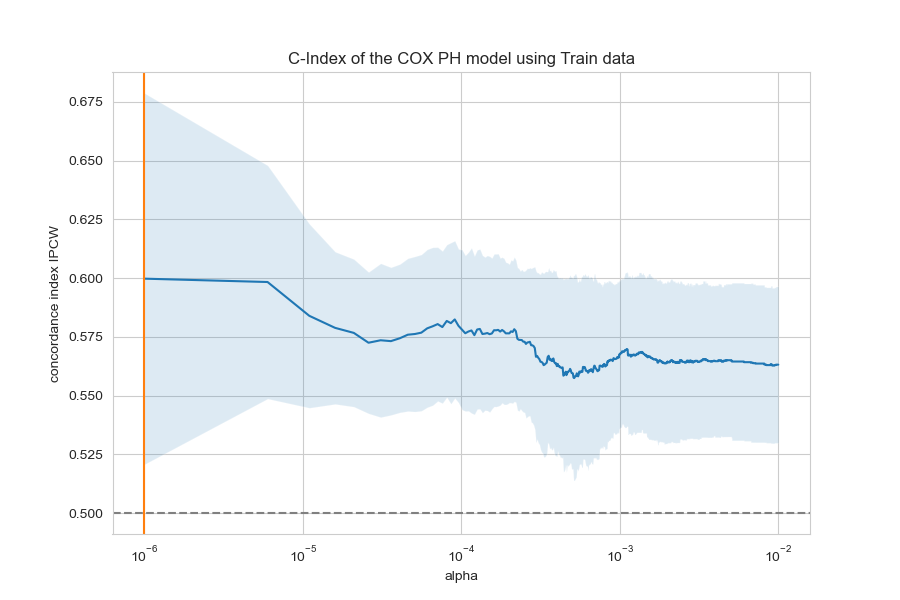 C-Index of the COX PH model using Train data
concordance index IPCW
0.675
0.650
0.625
0.600
0.575
0.550
0.525
0.500
10⁻⁶ 10⁻⁵ 10⁻⁴ 10⁻³ 10⁻²
alpha